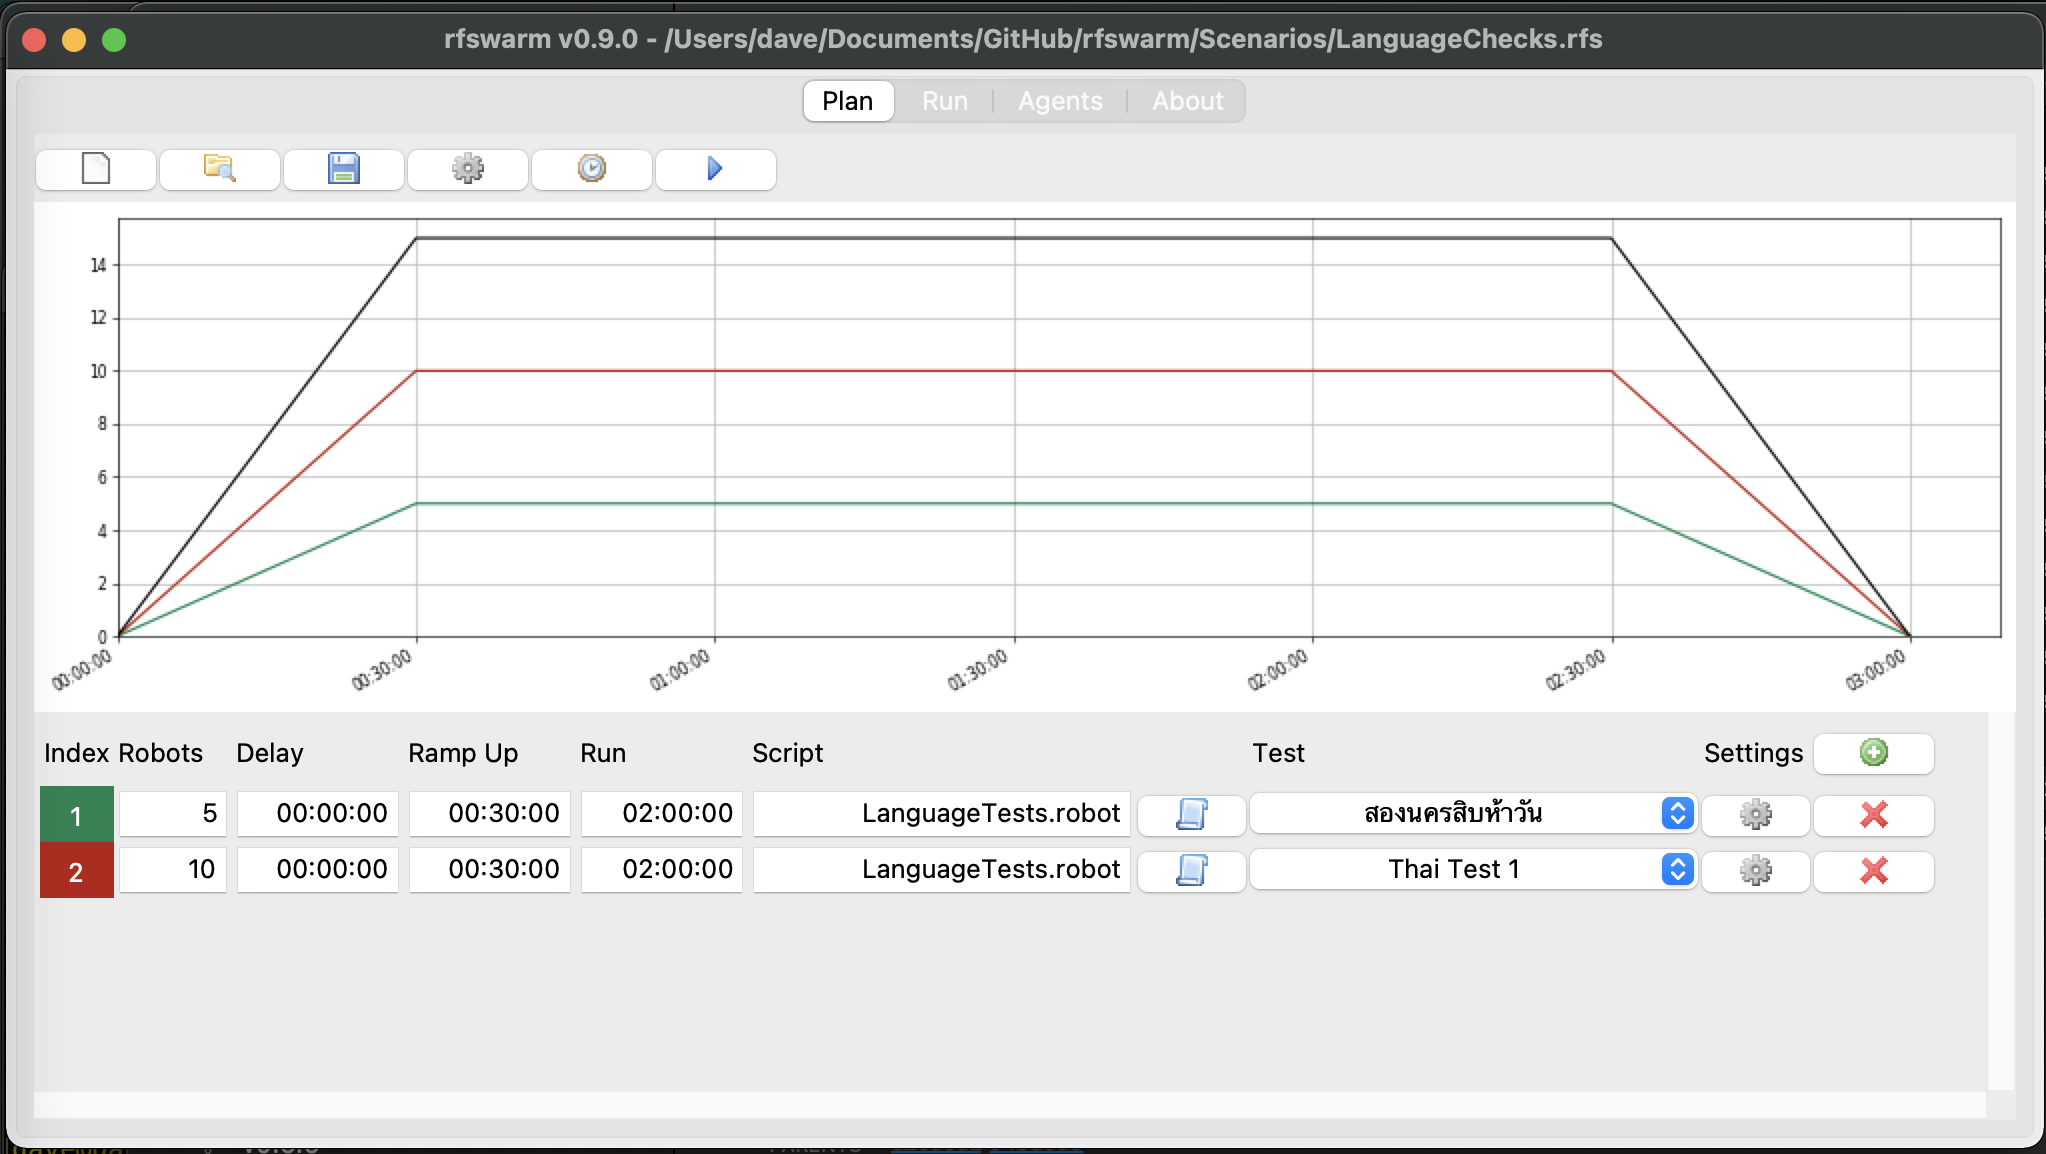 rfswarm v0.9.0 - /Users/dave/Documents/GitHub/rfswarm/Scenarios/LanguageChecks.rfs
Plan Run Agents About
14
12
10
8
6
4
2
0
00:00:00 00:30:00 01:00:00 01:30:00 02:00:00 02:30:00 03:00:00
Index Robots Delay Ramp Up Run Script Test Settings
1 5 00:00:00 00:30:00 02:00:00 LanguageTests.robot สองนครสิบห้าวัน
2 10 00:00:00 00:30:00 02:00:00 LanguageTests.robot Thai Test 1